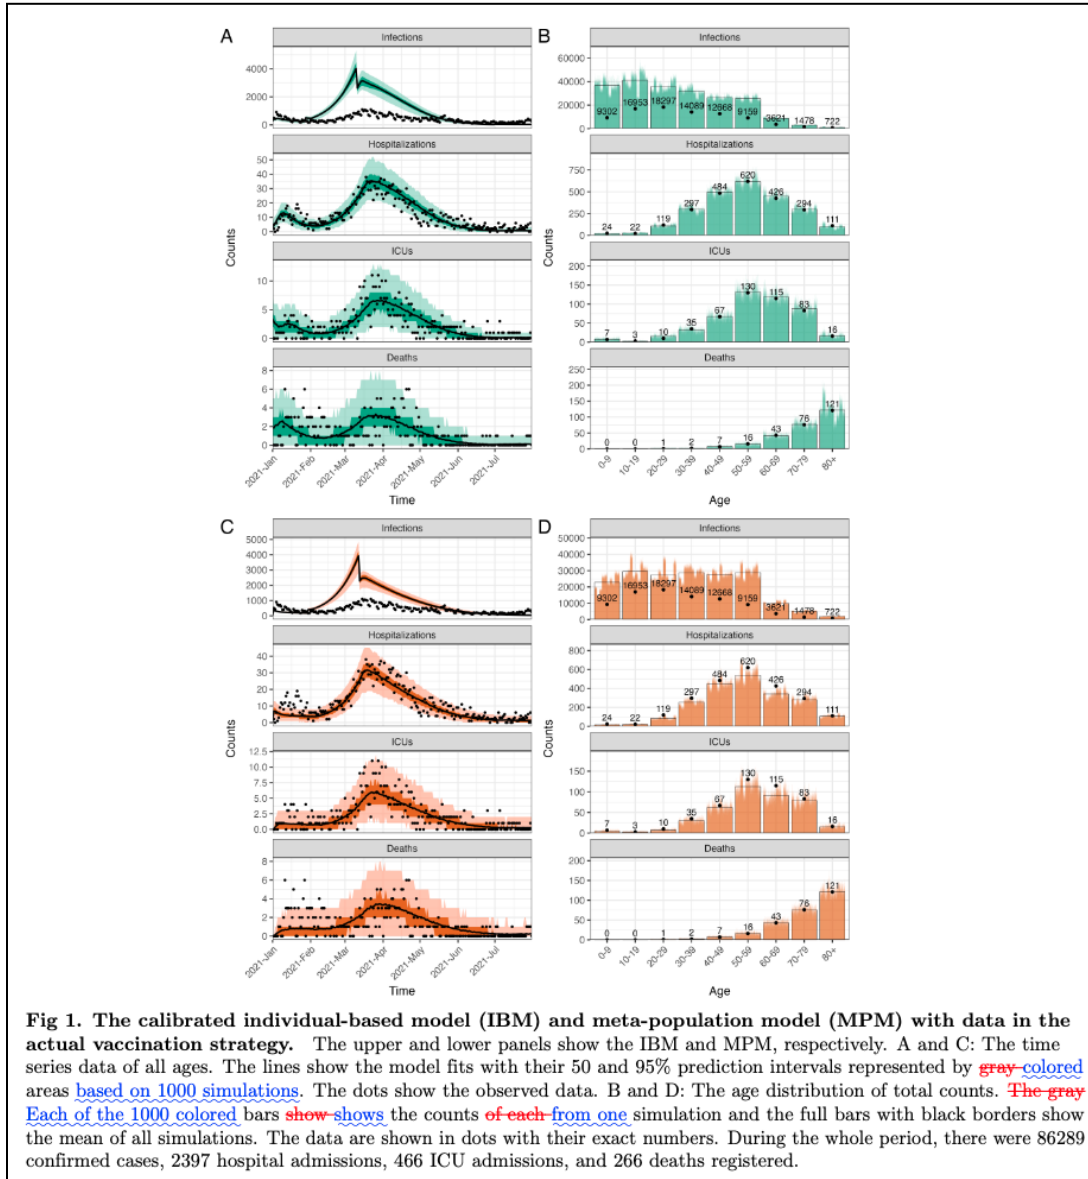 A
Infections
4000
2000
0
Hospitalizations
50
40
30
20
10
0
ICUs
10
5
0
Deaths
8
6
4
2
0
Counts
2021-Jan 2021-Feb 2021-Mar 2021-Apr 2021-May 2021-Jun 2021-Jul
Time
B
Infections
60000
40000
20000
0
9302 16953 18297 14089 12668 9159 3621 1478 722
Hospitalizations
750
500
250
0
24 22 119 297 484 620 426 294 111
ICUs
200
150
100
50
0
7 3 10 35 67 130 115 83 16
Deaths
250
200
150
100
50
0
0 0 1 2 7 16 43 76 121
Counts
0-9 10-19 20-29 30-39 40-49 50-59 60-69 70-79 80+
Age
C
Infections
5000
4000
3000
2000
1000
0
Hospitalizations
40
30
20
10
0
ICUs
12.5
10.0
7.5
5.0
2.5
0.0
Deaths
8
6
4
2
0
Counts
2021-Jan 2021-Feb 2021-Mar 2021-Apr 2021-May 2021-Jun 2021-Jul
Time
D
Infections
50000
40000
30000
20000
10000
0
9302 16953 18297 14089 12668 9159 3621 1478 722
Hospitalizations
800
600
400
200
0
24 22 119 297 484 620 426 294 111
ICUs
150
100
50
0
7 3 10 35 67 130 115 83 16
Deaths
200
150
100
50
0
0 0 1 2 7 16 43 76 121
Counts
0-9 10-19 20-29 30-39 40-49 50-59 60-69 70-79 80+
Age
Fig 1. The calibrated individual-based model (IBM) and meta-population model (MPM) with data in the
actual vaccination strategy. The upper and lower panels show the IBM and MPM, respectively. A and C: The time
series data of all ages. The lines show the model fits with their 50 and 95% prediction intervals represented by gray colored
areas based on 1000 simulations. The dots show the observed data. B and D: The age distribution of total counts. The gray
Each of the 1000 colored bars show shows the counts of each from one simulation and the full bars with black borders show
the mean of all simulations. The data are shown in dots with their exact numbers. During the whole period, there were 86289
confirmed cases, 2397 hospital admissions, 466 ICU admissions, and 266 deaths registered.